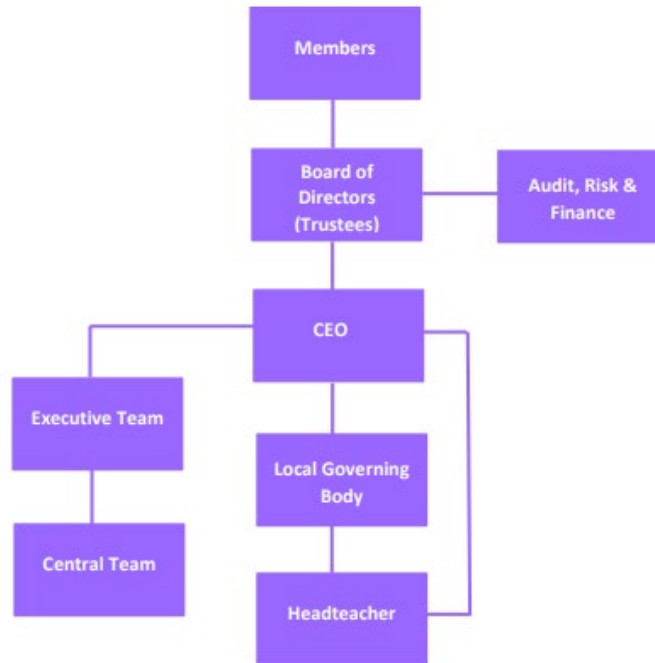 Members
Board of
Directors
(Trustees)
Audit, Risk &
Finance
CEO
Executive Team
Local Governing
Body
Central Team
Headteacher